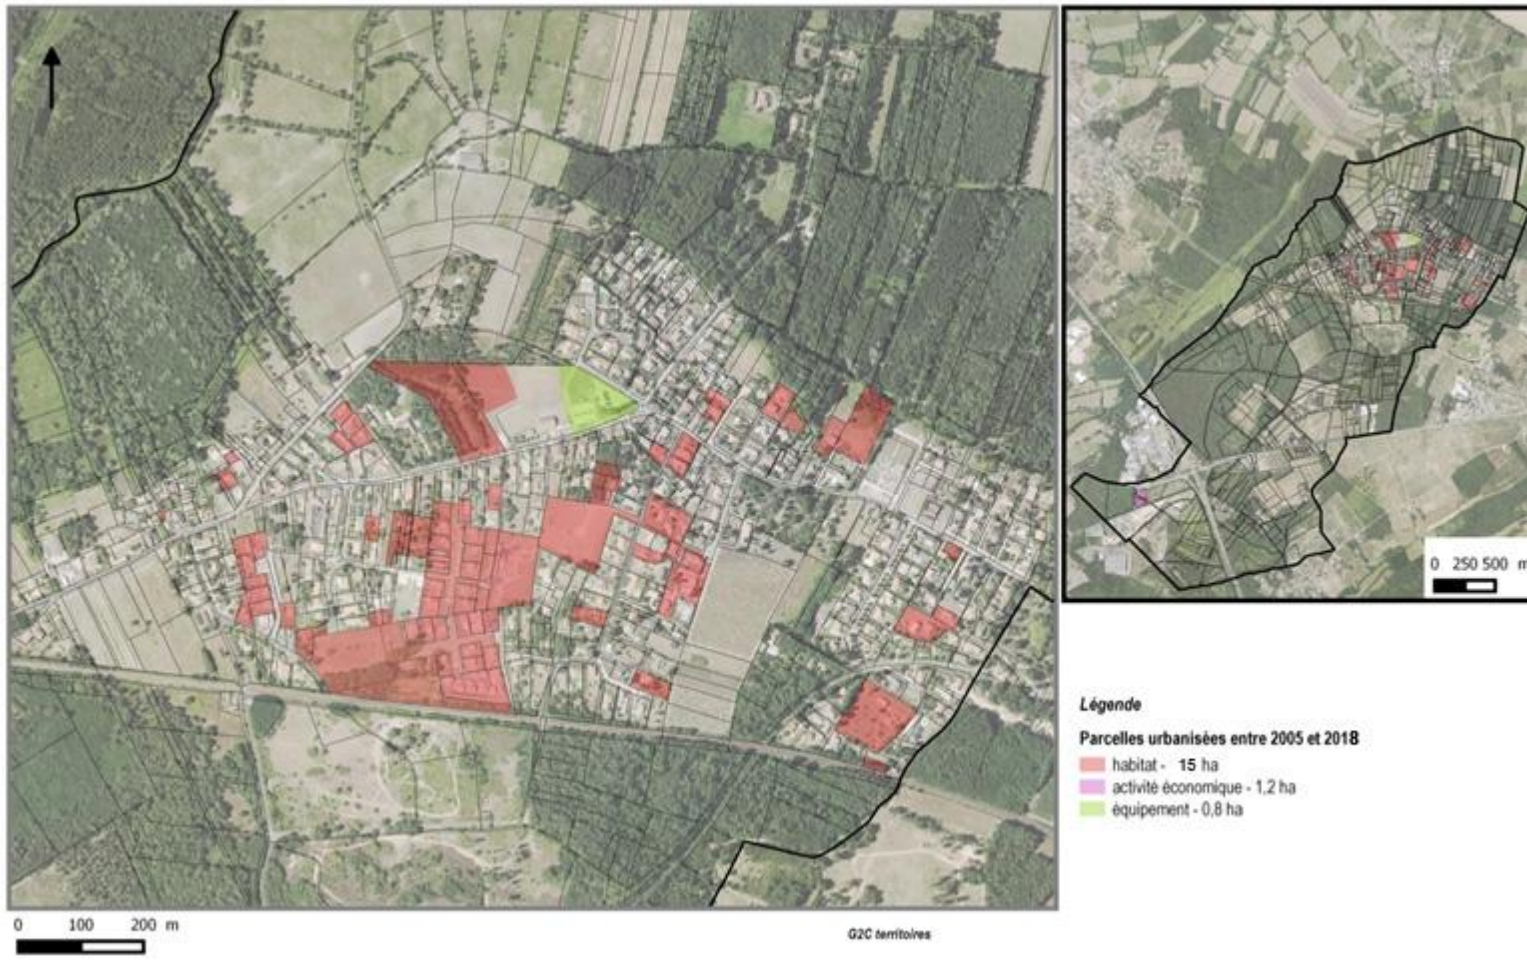 0 250 500 m
Légende
Parcelles urbanisées entre 2005 et 2018
habitat - 15 ha
activité économique - 1,2 ha
équipement - 0,8 ha
0 100 200 m
G2C territoires